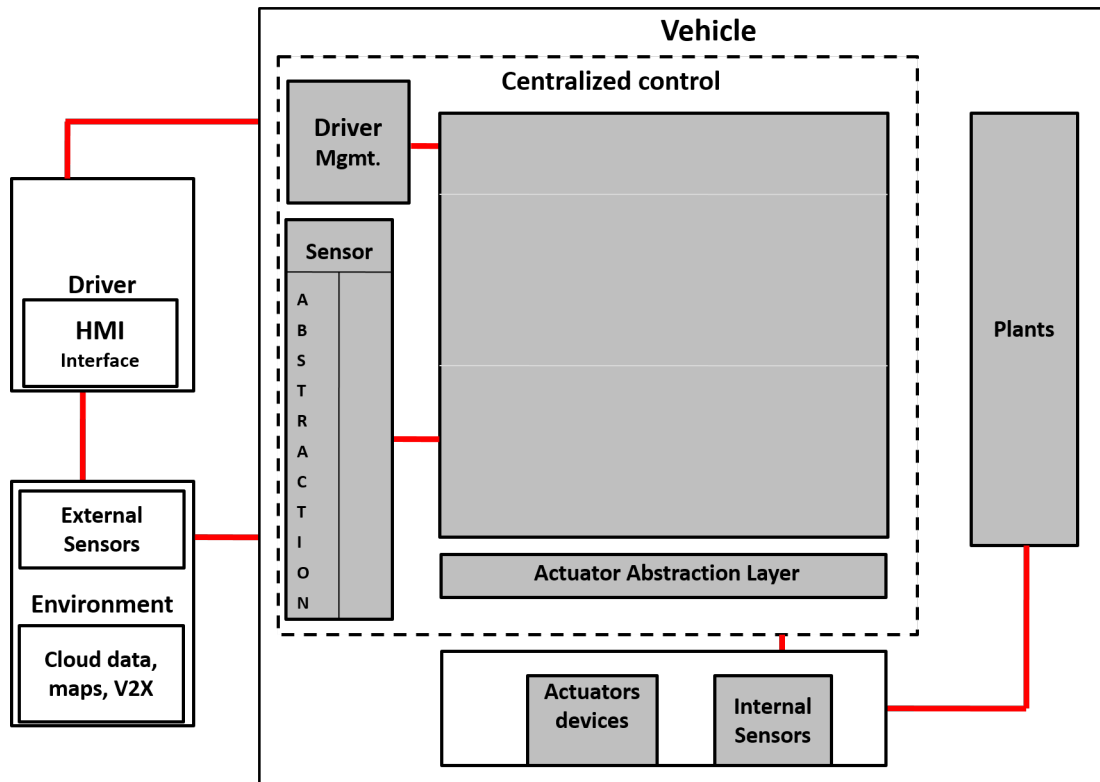 Vehicle
Centralized control
Driver
Mgmt.
Sensor
A
B
S
T
R
A
C
T
I
O
N
Driver
HMI
Interface
External
Sensors
Environment
Cloud data,
maps, V2X
Actuator Abstraction Layer
Actuators
devices
Internal
Sensors
Plants